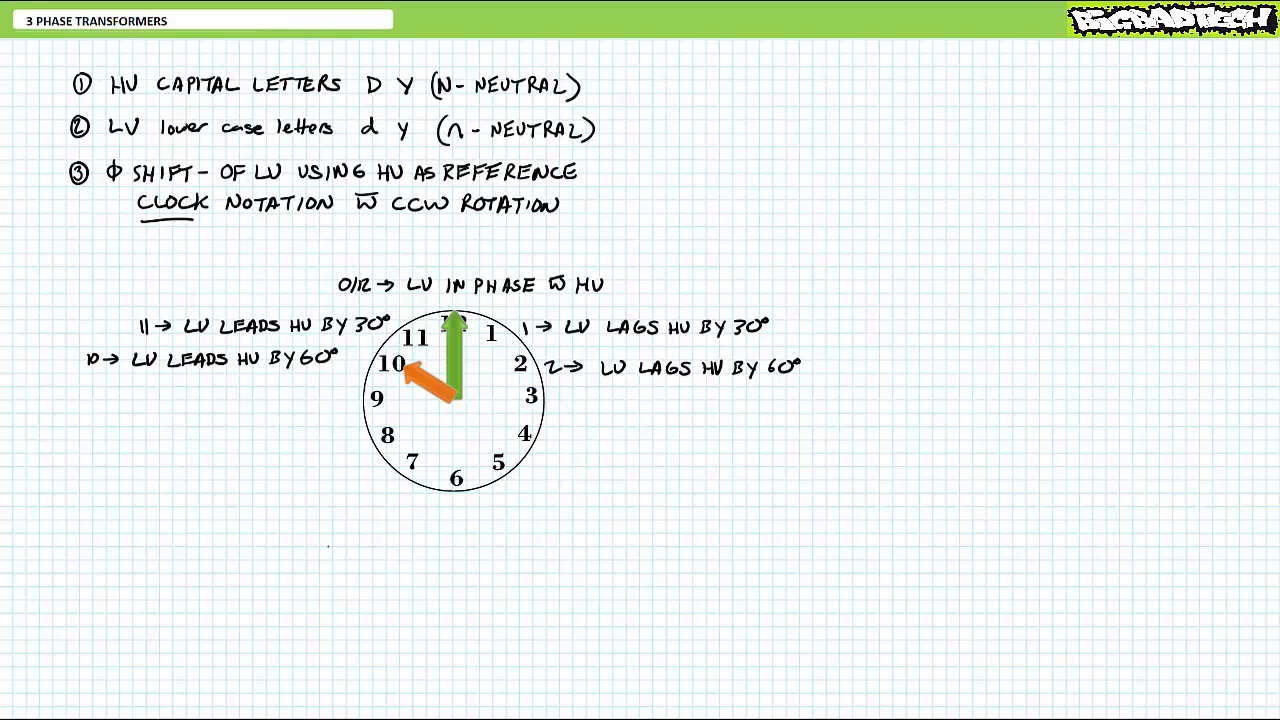 3 PHASE TRANSFORMERS
BIGBADTECH
① HV CAPITAL LETTERS D Y (N - NEUTRAL)
② LV lower case letters d y (n - NEUTRAL)
③ ϕ SHIFT - OF LV USING HV AS REFERENCE
CLOCK NOTATION w̅ CCW ROTATION
0/12 → LV IN PHASE w̅ HV
11 → LV LEADS HV BY 30°
1 → LV LAGS HV BY 30°
10 → LV LEADS HV BY 60°
2 → LV LAGS HV BY 60°
11 1
10 2
9 3
8 4
7 5
6